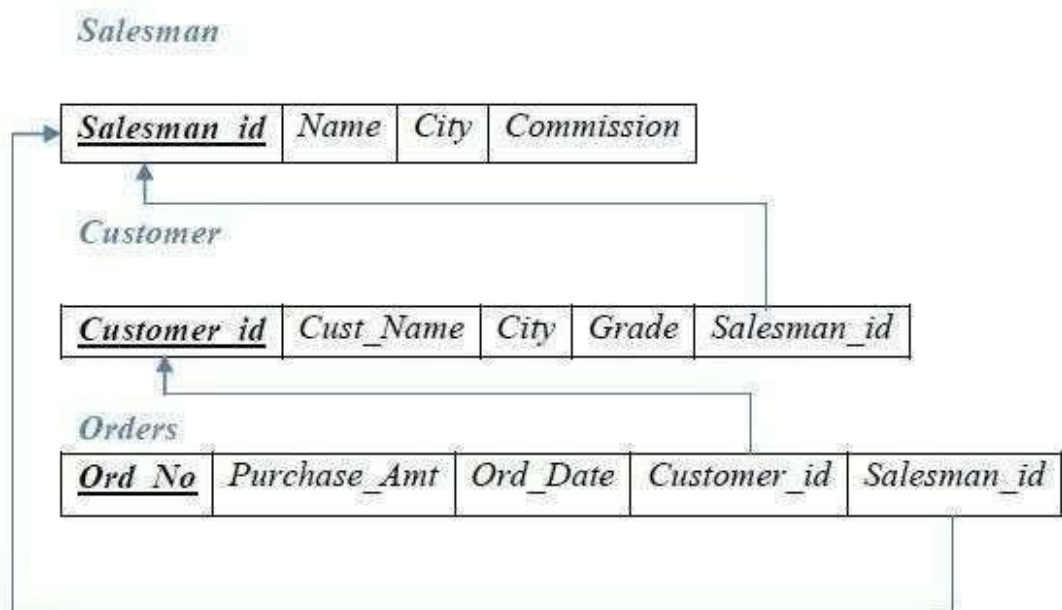 Salesman
Salesman_id Name City Commission
Customer
Customer_id Cust_Name City Grade Salesman_id
Orders
Ord_No Purchase_Amt Ord_Date Customer_id Salesman_id